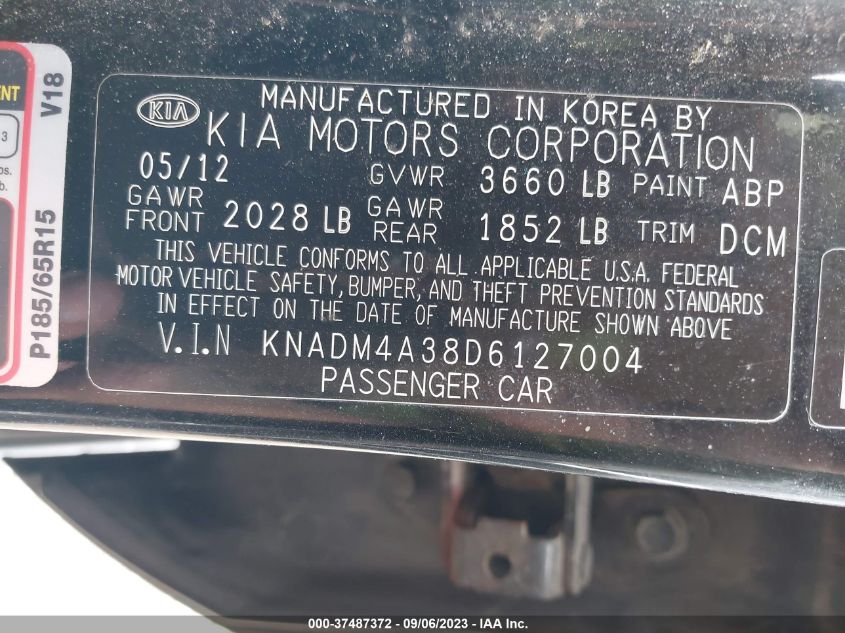 ENT
3
os.
b.
V18
P185/65R15
KIA
MANUFACTURED IN KOREA BY
KIA MOTORS CORPORATION
05/12 GVWR 3660 LB PAINT ABP
GAWR FRONT 2028 LB GAWR REAR 1852 LB TRIM DCM
THIS VEHICLE CONFORMS TO ALL APPLICABLE U.S.A. FEDERAL
MOTOR VEHICLE SAFETY, BUMPER, AND THEFT PREVENTION STANDARDS
IN EFFECT ON THE DATE OF MANUFACTURE SHOWN ABOVE
V.I.N KNADM4A38D6127004
PASSENGER CAR
000-37487372 - 09/06/2023 - IAA Inc.